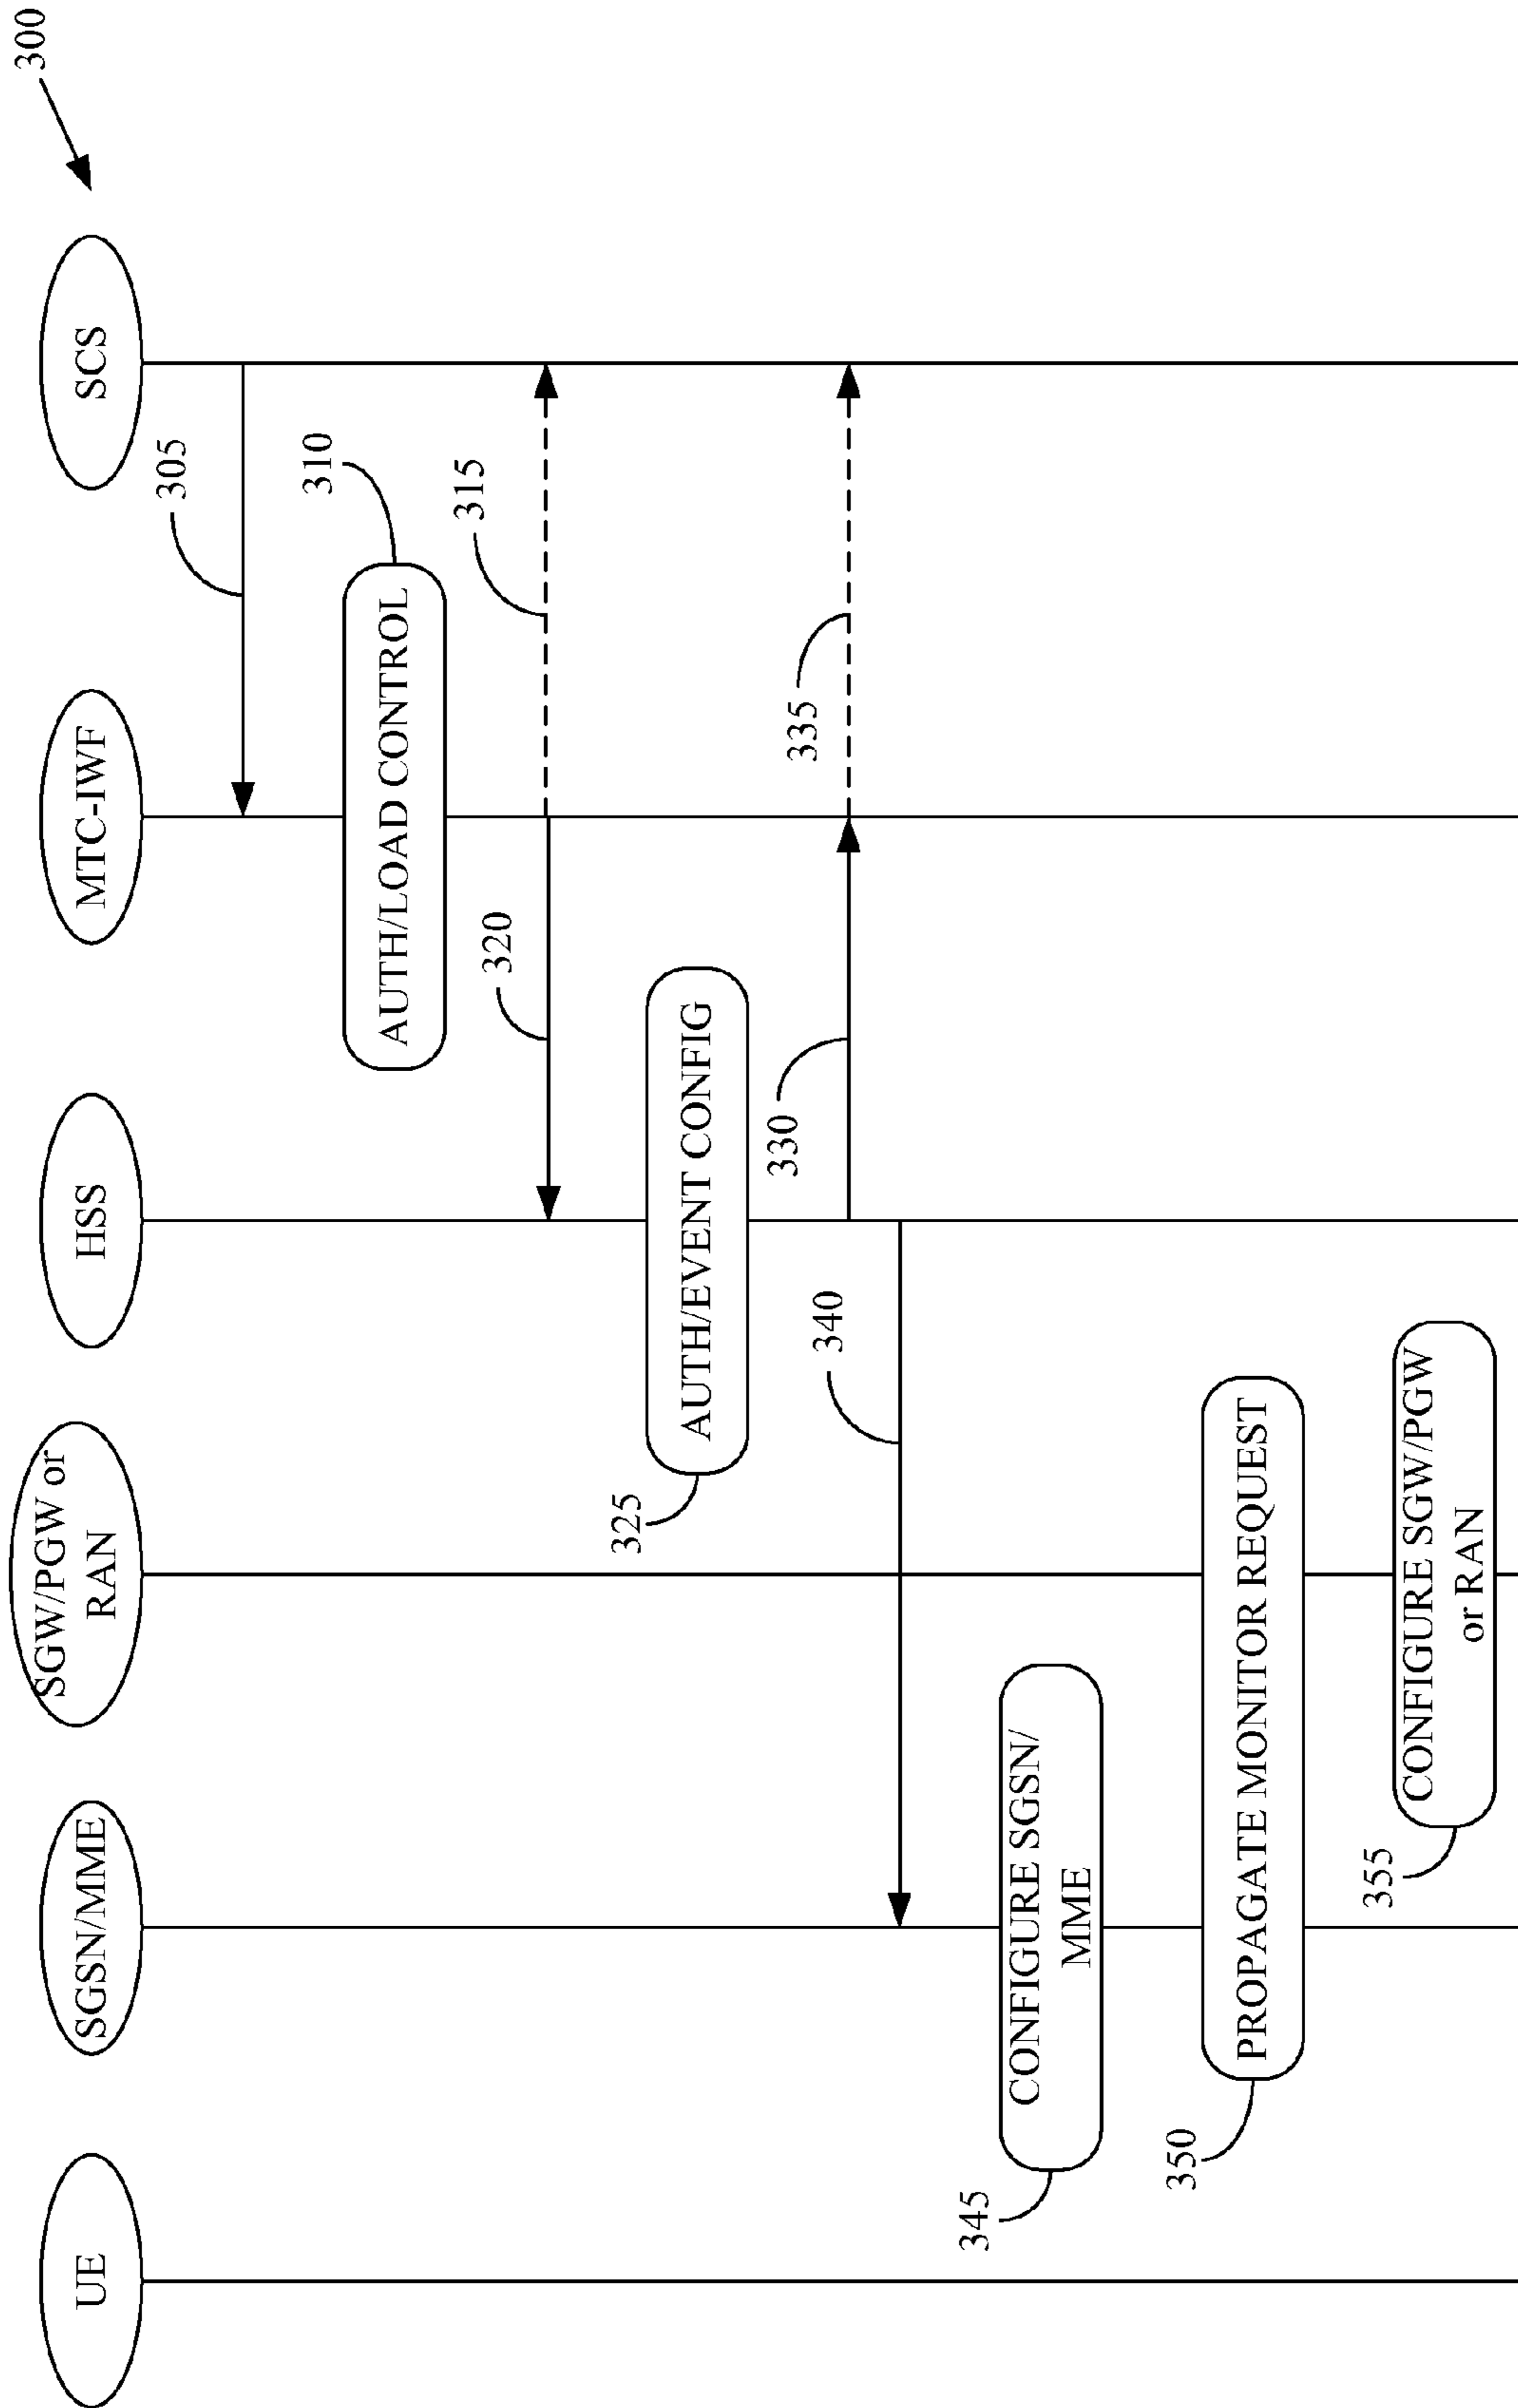 300
UE
SGSN/MME
SGW/PGW or
RAN
HSS
MTC-IWF
SCS
305
AUTH/LOAD CONTROL
310
315
320
AUTH/EVENT CONFIG
325
330
335
340
CONFIGURE SGSN/
MME
345
PROPAGATE MONITOR REQUEST
350
CONFIGURE SGW/PGW
or RAN
355